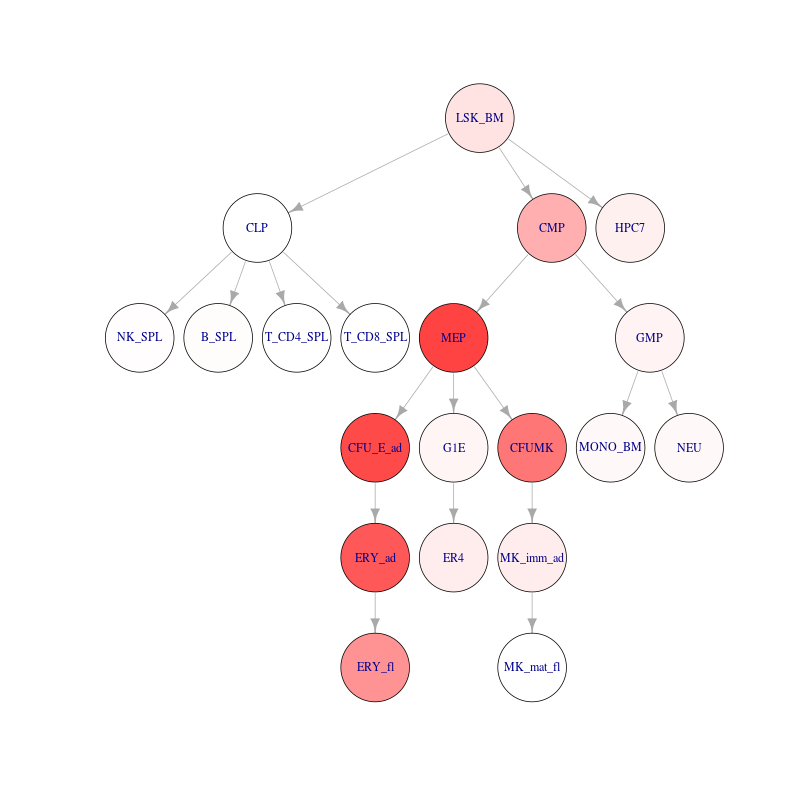 LSK_BM
CLP
CMP
HPC7
NK_SPL
B_SPL
T_CD4_SPL
T_CD8_SPL
MEP
GMP
CFU_E_ad
G1E
CFUMK
MONO_BM
NEU
ERY_ad
ER4
MK_imm_ad
ERY_fl
MK_mat_fl